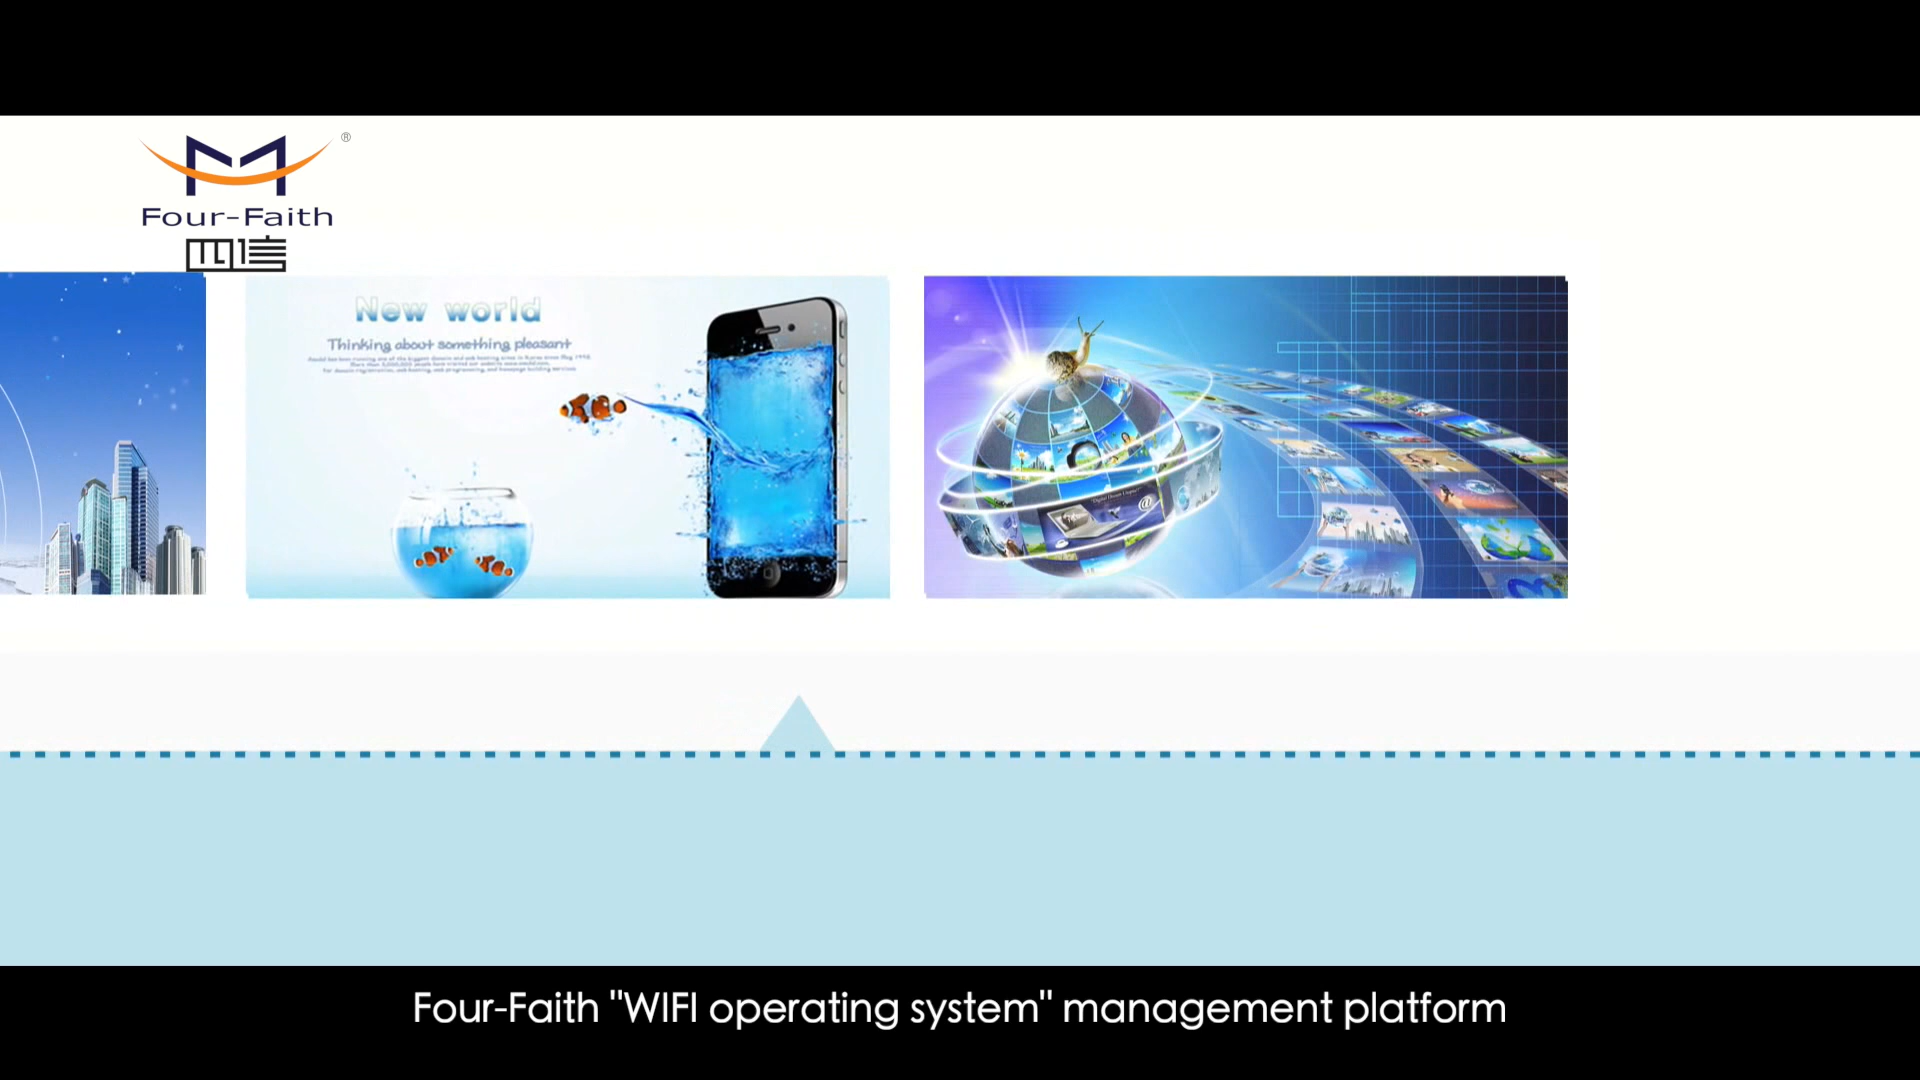 ®
Four-Faith
四信
New world
Thinking about something pleasant
Four-Faith "WIFI operating system" management platform